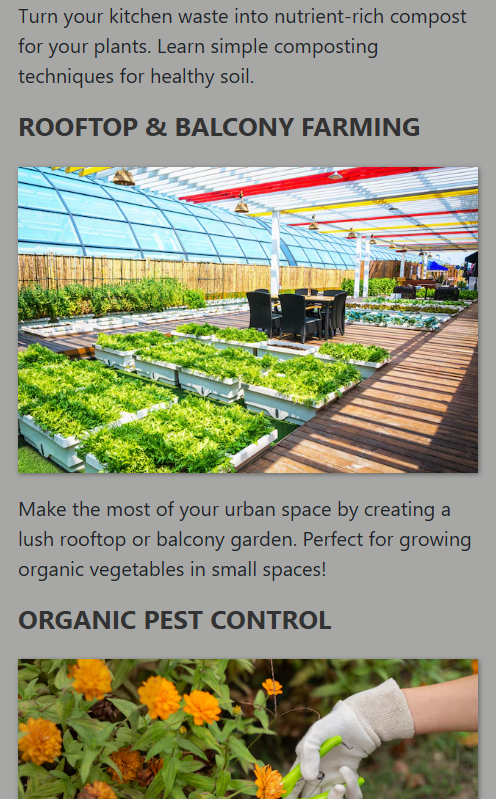 Turn your kitchen waste into nutrient-rich compost
for your plants. Learn simple composting
techniques for healthy soil.
ROOFTOP & BALCONY FARMING
Make the most of your urban space by creating a
lush rooftop or balcony garden. Perfect for growing
organic vegetables in small spaces!
ORGANIC PEST CONTROL